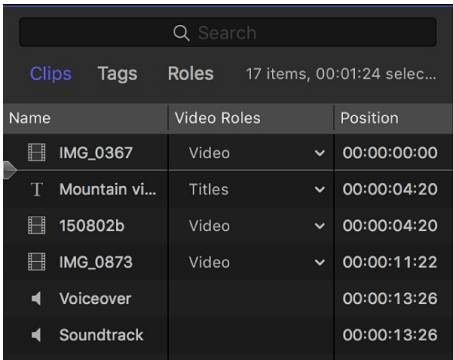 Search
Clips Tags Roles 17 items, 00:01:24 selec...
Name Video Roles Position
IMG_0367 Video 00:00:00:00
T Mountain vi... Titles 00:00:04:20
150802b Video 00:00:04:20
IMG_0873 Video 00:00:11:22
Voiceover 00:00:13:26
Soundtrack 00:00:13:26